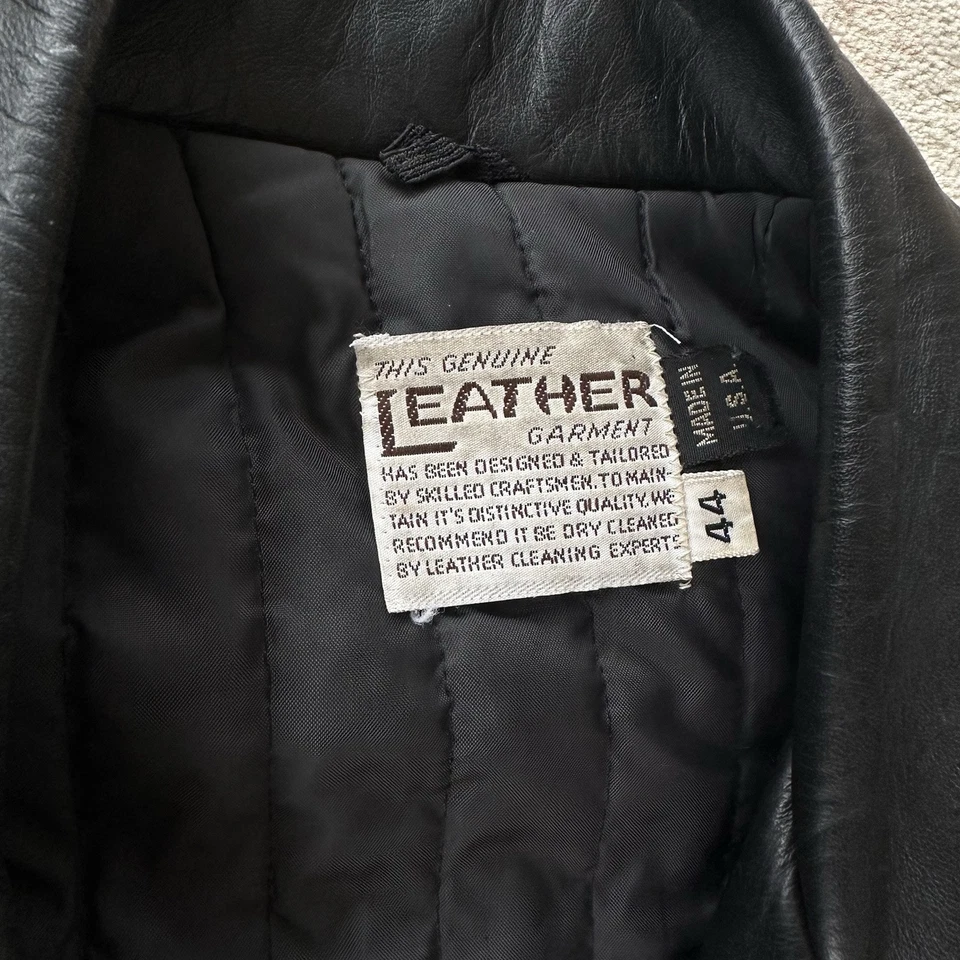 THIS GENUINE
LEATHER
GARMENT
HAS BEEN DESIGNED & TAILORED
BY SKILLED CRAFTSMEN. TO MAIN-
TAIN IT'S DISTINCTIVE QUALITY, WE
RECOMMEND IT BE DRY CLEANED
BY LEATHER CLEANING EXPERTS
MADE IN
U.S.A.
44